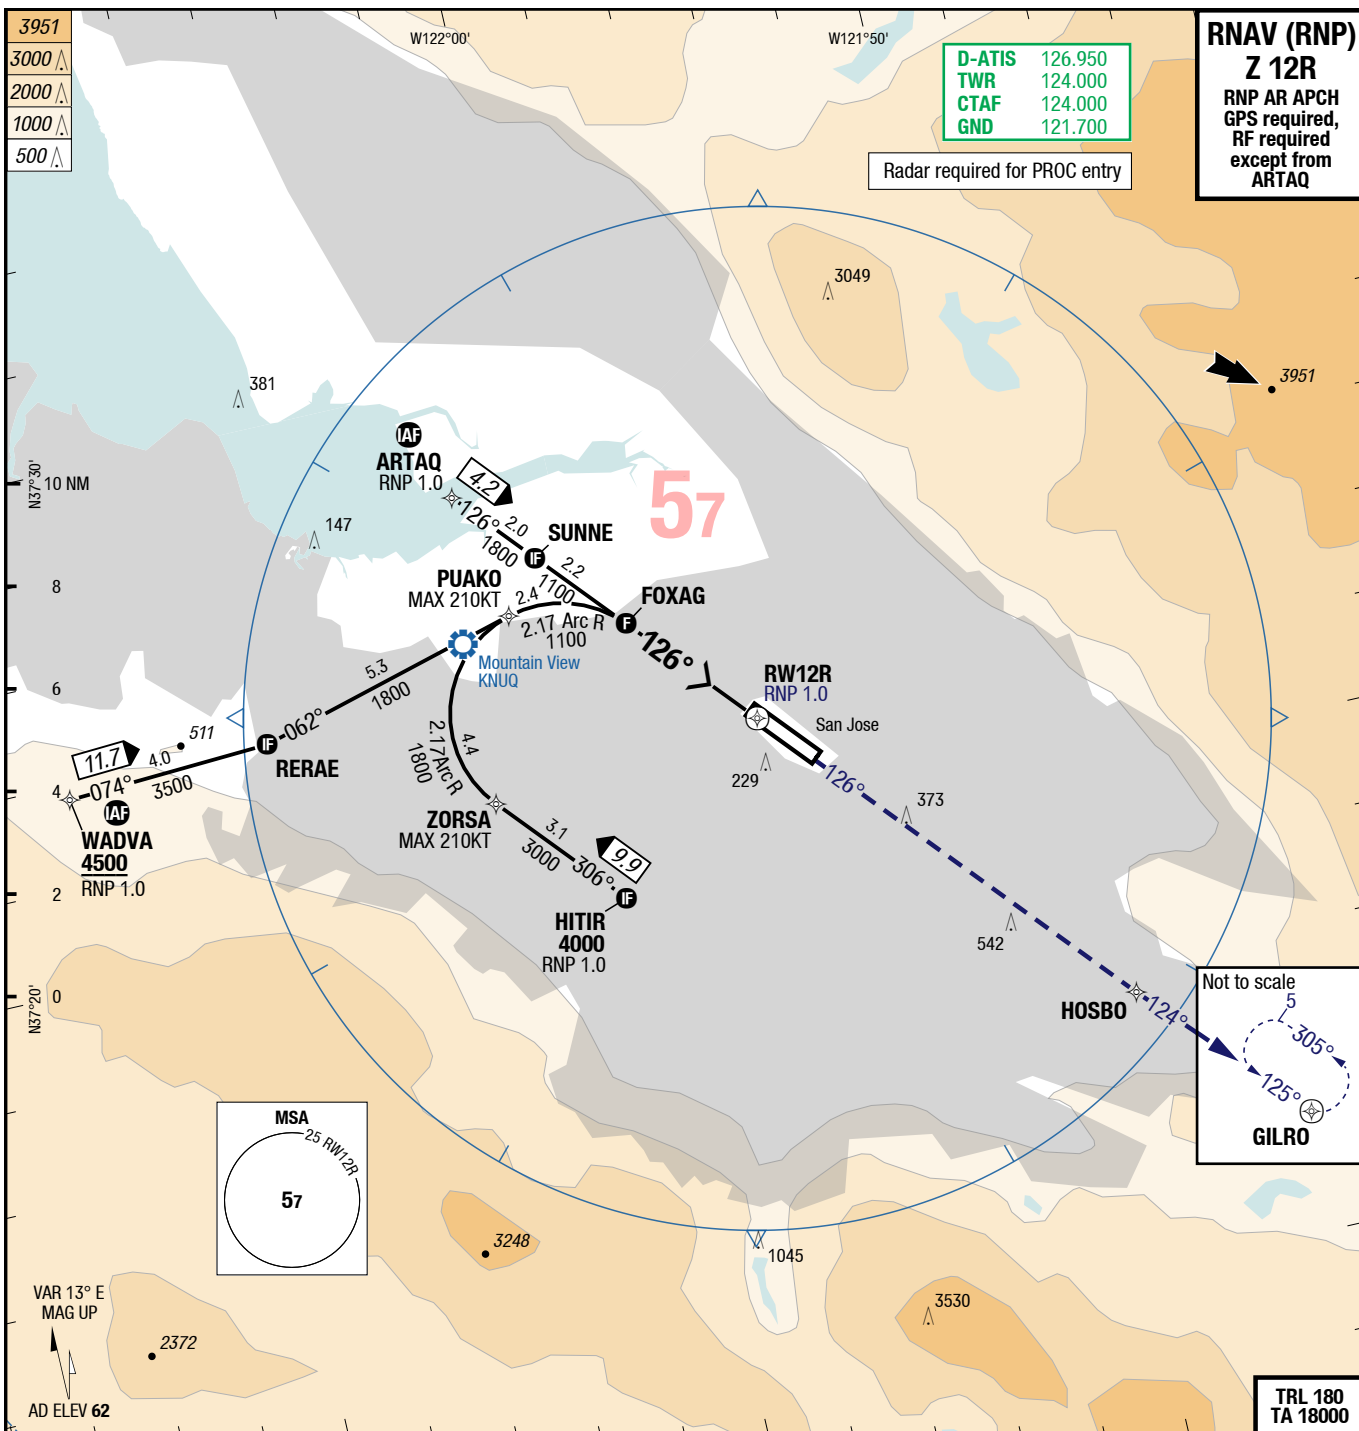 3951
3000
2000
1000
500
W122°00'
W121°50'
D-ATIS 126.950
TWR 124.000
CTAF 124.000
GND 121.700
Radar required for PROC entry
RNAV (RNP)
Z 12R
RNP AR APCH
GPS required,
RF required
except from
ARTAQ
3049
3951
381
147
N37°30'
10 NM
8
6
4
2
0
N37°20'
IAF
ARTAQ
RNP 1.0
4.2
126°
2.0
1800
IF
SUNNE
2.2
1100
57
PUAKO
MAX 210KT
2.4
2.17 Arc R
1100
FOXAG
F
126°
Mountain View
KNUQ
5.3
1800
062°
IF
RERAE
511
11.7
4.0
074°
3500
IAF
WADVA
4500
RNP 1.0
4.4
2.17 Arc R
1800
ZORSA
MAX 210KT
3.1
3000
306°
9.9
IF
HITIR
4000
RNP 1.0
RW12R
RNP 1.0
San Jose
229
126°
373
542
HOSBO
124°
Not to scale
5
305°
125°
GILRO
MSA
25 RW12R
57
3248
1045
3530
2372
VAR 13° E
MAG UP
AD ELEV 62
TRL 180
TA 18000